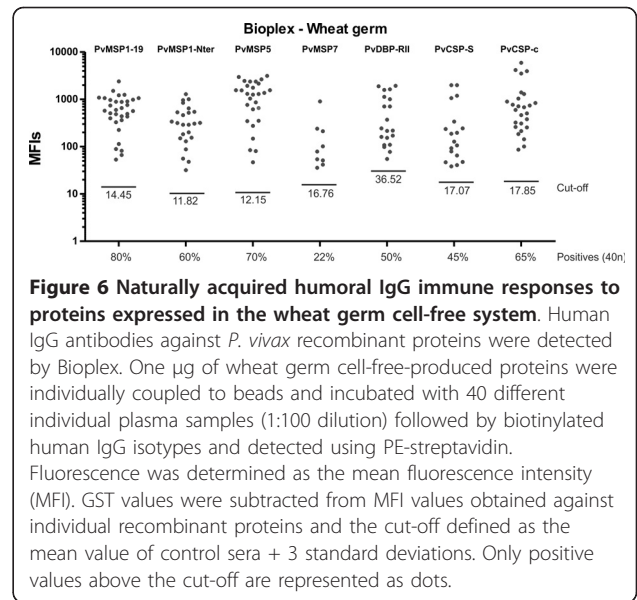 Bioplex - Wheat germ
PvMSP1-19 PvMSP1-Nter PvMSP5 PvMSP7 PvDBP-RII PvCSP-S PvCSP-c
10000
1000
100
10
1
MFIs
14.45 11.82 12.15 16.76 36.52 17.07 17.85 Cut-off
80% 60% 70% 22% 50% 45% 65% Positives (40n)
Figure 6 Naturally acquired humoral IgG immune responses to
proteins expressed in the wheat germ cell-free system. Human
IgG antibodies against P. vivax recombinant proteins were detected
by Bioplex. One μg of wheat germ cell-free-produced proteins were
individually coupled to beads and incubated with 40 different
individual plasma samples (1:100 dilution) followed by biotinylated
human IgG isotypes and detected using PE-streptavidin.
Fluorescence was determined as the mean fluorescence intensity
(MFI). GST values were subtracted from MFI values obtained against
individual recombinant proteins and the cut-off defined as the
mean value of control sera + 3 standard deviations. Only positive
values above the cut-off are represented as dots.